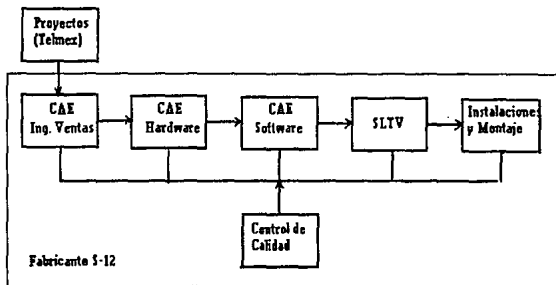 Proyectos
(Telmex)
CAE
Ing. Ventas
CAE
Hardware
CAE
Software
SLTV
Instalaciones
y Montaje
Control de
Calidad
Fabricante S-12